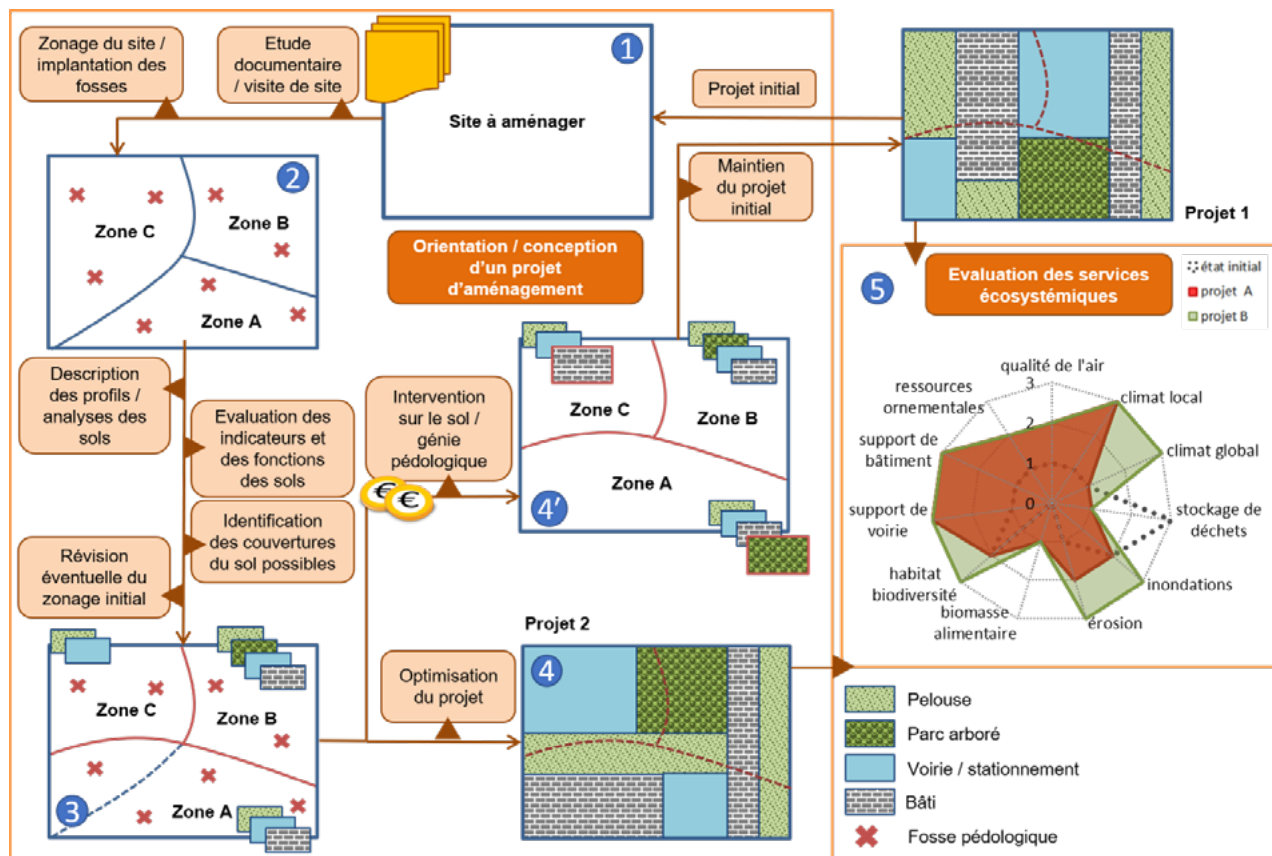 Zonage du site /
implantation des
fosses
Etude
documentaire
/ visite de site
1
Site à aménager
Projet initial
Projet 1
2
Zone C
Zone B
Zone A
Maintien
du projet
initial
Orientation / conception
d'un projet
d'aménagement
Description
des profils /
analyses des
sols
Evaluation des
indicateurs et
des fonctions
des sols
Identification
des couvertures
du sol possibles
Révision
éventuelle du
zonage initial
Intervention
sur le sol /
génie
pédologique
€
€
Zone C
Zone B
Zone A
4'
Zone C
Zone B
Zone A
3
Optimisation
du projet
Projet 2
4
5
Evaluation des services
écosystémiques
état initial
projet A
projet B
qualité de l'air
climat local
climat global
stockage de
déchets
inondations
érosion
biomasse
alimentaire
habitat
biodiversité
support de
voirie
support de
bâtiment
ressources
ornementales
3
2
1
0
Pelouse
Parc arboré
Voirie / stationnement
Bâti
Fosse pédologique